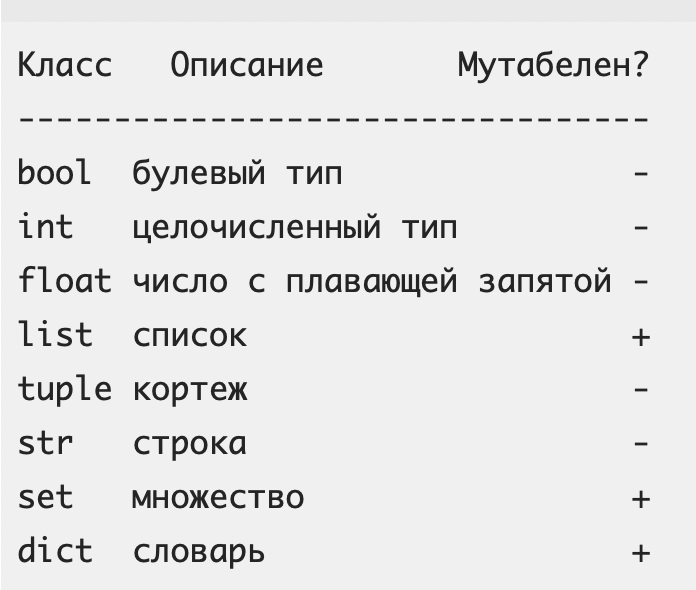 Класс   Описание       Мутабелен?
---------------------------------
bool  булевый тип               -
int   целочисленный тип         -
float число с плавающей запятой -
list  список                    +
tuple кортеж                    -
str   строка                    -
set   множество                 +
dict  словарь                   +